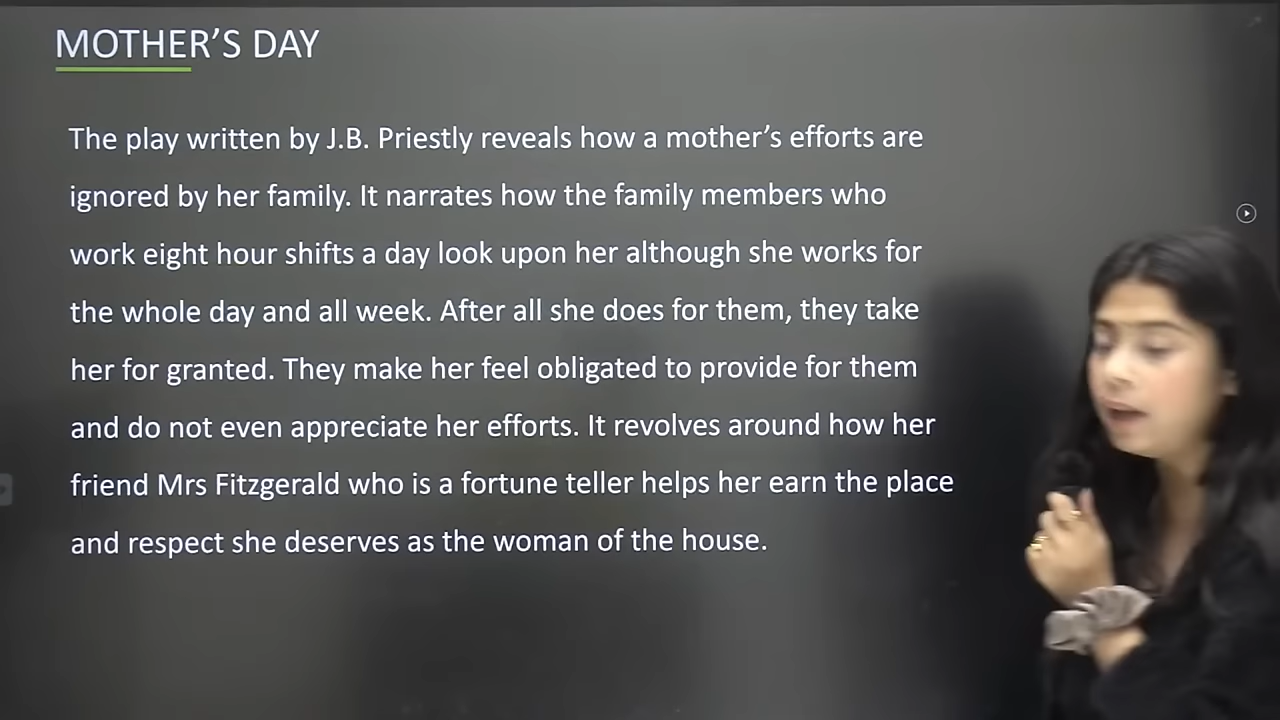 MOTHER’S DAY
The play written by J.B. Priestly reveals how a mother’s efforts are
ignored by her family. It narrates how the family members who
work eight hour shifts a day look upon her although she works for
the whole day and all week. After all she does for them, they take
her for granted. They make her feel obligated to provide for them
and do not even appreciate her efforts. It revolves around how her
friend Mrs Fitzgerald who is a fortune teller helps her earn the place
and respect she deserves as the woman of the house.